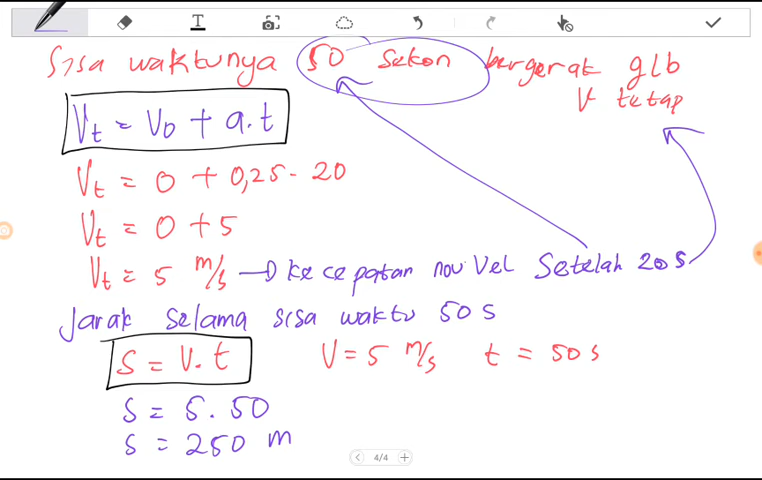 T
Sisa waktunya 50 sekon bergerak glb
V tetap
Vt = V0 + a.t
Vt = 0 + 0,25 - 20
Vt = 0 + 5
Vt = 5 m/s → kecepatan nouvel Setelah 20 s
Jarak selama sisa waktu 50 s
S = V. t V = 5 m/s t = 50 s
S = 5. 50
S = 250 m
4/4